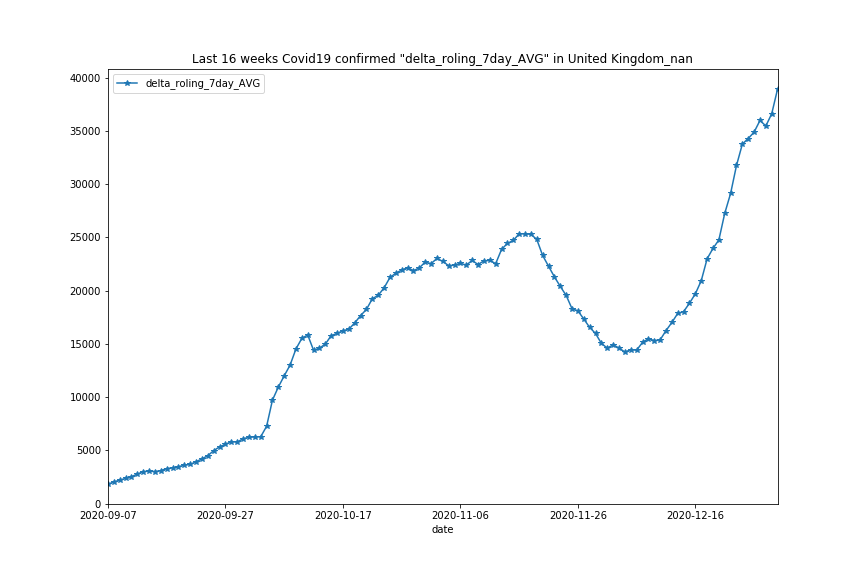 Last 16 weeks Covid19 confirmed "delta_roling_7day_AVG" in United Kingdom_nan
delta_roling_7day_AVG
40000
35000
30000
25000
20000
15000
10000
5000
0
2020-09-07 2020-09-27 2020-10-17 2020-11-06 2020-11-26 2020-12-16
date